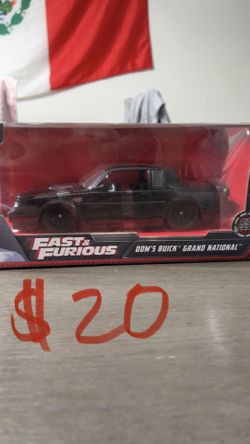 FAST & FURIOUS
DOM'S BUICK GRAND NATIONAL
$20